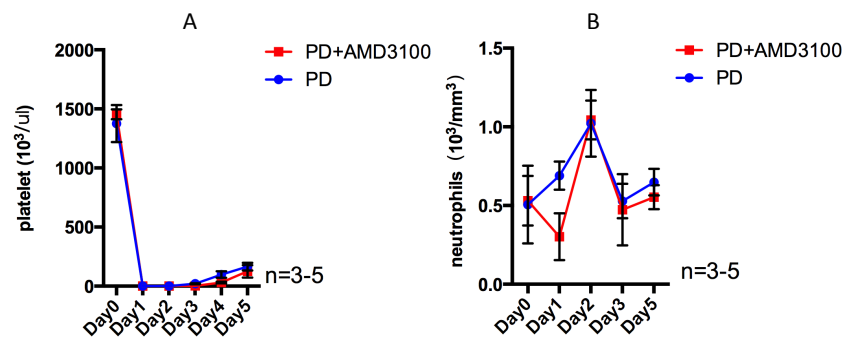 A
2000
1500
1000
500
0
platelet (10³/ul)
PD+AMD3100
PD
Day0
Day1
Day2
Day3
Day4
Day5
n=3-5
B
1.5
1.0
0.5
0.0
neutrophils（10³/mm³）
PD+AMD3100
PD
Day0
Day1
Day2
Day3
Day5
n=3-5